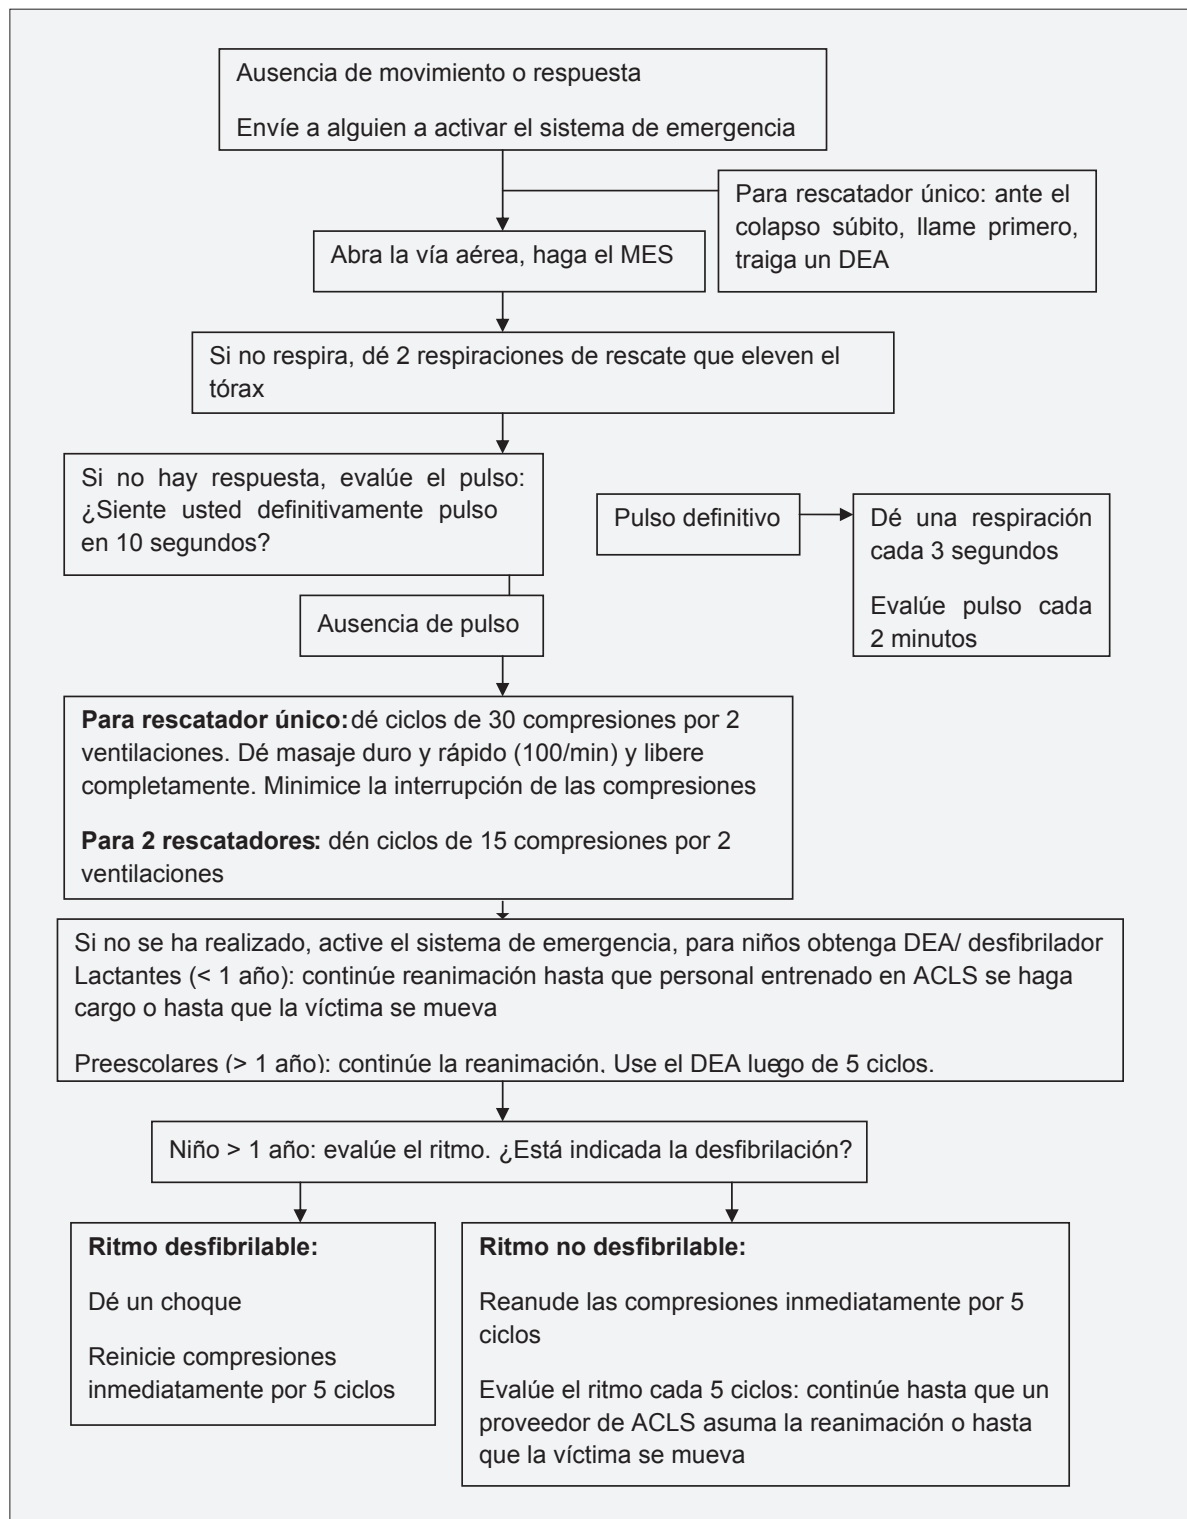 Ausencia de movimiento o respuesta
Envíe a alguien a activar el sistema de emergencia
Para rescatador único: ante el
colapso súbito, llame primero,
traiga un DEA
Abra la vía aérea, haga el MES
Si no respira, dé 2 respiraciones de rescate que eleven el
tórax
Si no hay respuesta, evalúe el pulso:
¿Siente usted definitivamente pulso
en 10 segundos?
Pulso definitivo
Dé una respiración
cada 3 segundos
Evalúe pulso cada
2 minutos
Ausencia de pulso
Para rescatador único: dé ciclos de 30 compresiones por 2
ventilaciones. Dé masaje duro y rápido (100/min) y libere
completamente. Minimice la interrupción de las compresiones
Para 2 rescatadores: dén ciclos de 15 compresiones por 2
ventilaciones
Si no se ha realizado, active el sistema de emergencia, para niños obtenga DEA/ desfibrilador
Lactantes (< 1 año): continúe reanimación hasta que personal entrenado en ACLS se haga
cargo o hasta que la víctima se mueva
Preescolares (> 1 año): continúe la reanimación. Use el DEA luego de 5 ciclos.
Niño > 1 año: evalúe el ritmo. ¿Está indicada la desfibrilación?
Ritmo desfibrilable:
Dé un choque
Reinicie compresiones
inmediatamente por 5 ciclos
Ritmo no desfibrilable:
Reanude las compresiones inmediatamente por 5
ciclos
Evalúe el ritmo cada 5 ciclos: continúe hasta que un
proveedor de ACLS asuma la reanimación o hasta
que la víctima se mueva